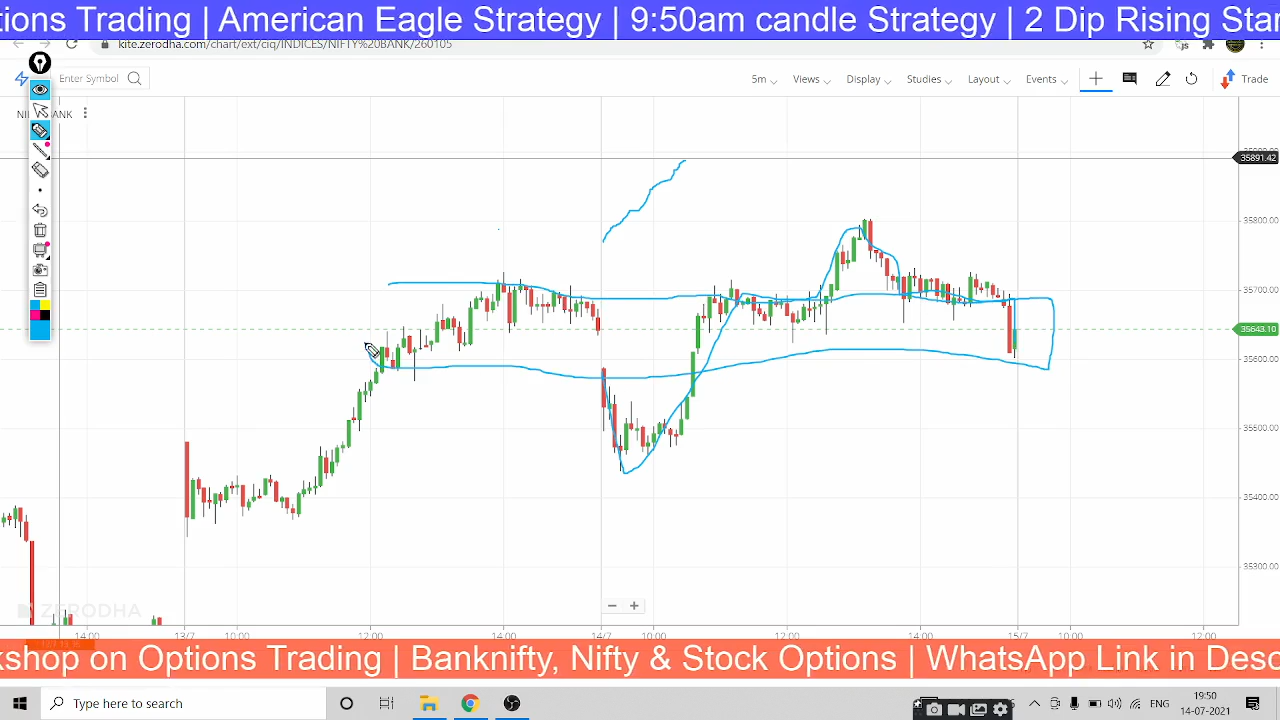 tions Trading | American Eagle Strategy | 9:50am candle Strategy | 2 Dip Rising Star
kite.zerodha.com/chart/ext/ciq/INDICES/NIFTY%20BANK/260105
Enter Symbol
5m
Views
Display
Studies
Layout
Events
Trade
ANK
35891.42
35800.00
35700.00
35643.10
35600.00
35500.00
35400.00
35300.00
ZERODHA
14:00
13/7
10:00
12:00
14:00
14/7
10:00
12:00
14:00
15/7
10:00
12:00
kshop on Options Trading | Banknifty, Nifty & Stock Options | WhatsApp Link in Desc
Type here to search
ENG
19:50
14-07-2021